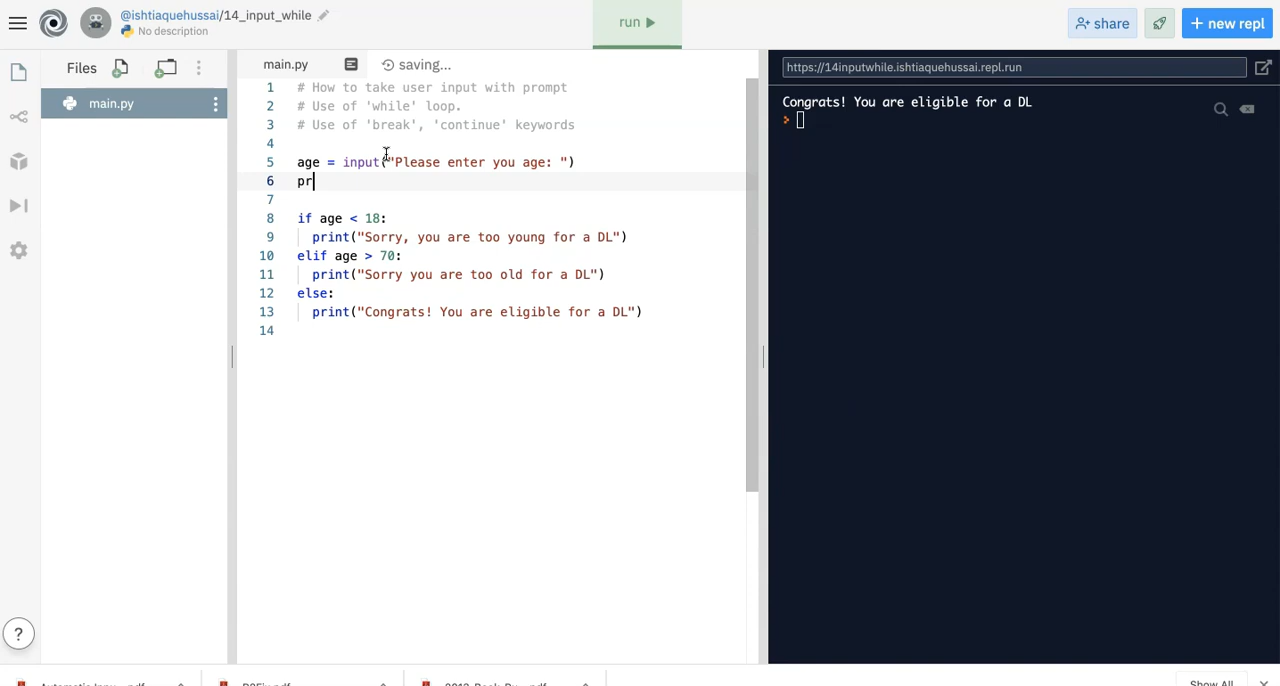 @ishtiaquehussai/14_input_while
No description
run
share
+ new repl
Files
main.py
saving...
https://14inputwhile.ishtiaquehussai.repl.run
main.py
1 # How to take user input with prompt
2 # Use of 'while' loop.
3 # Use of 'break', 'continue' keywords
4
5 age = input("Please enter you age: ")
6 pr
7
8 if age < 18:
9 print("Sorry, you are too young for a DL")
10 elif age > 70:
11 print("Sorry you are too old for a DL")
12 else:
13 print("Congrats! You are eligible for a DL")
14
Congrats! You are eligible for a DL
>
?
Show All